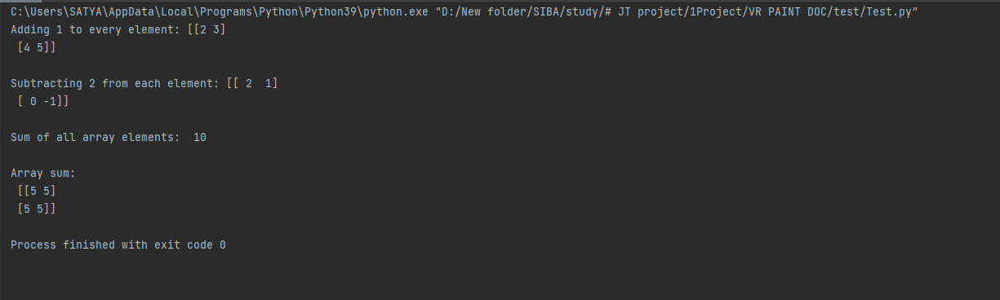 C:\Users\SATYA\AppData\Local\Programs\Python\Python39\python.exe "D:/New folder/SIBA/study/# JT project/1Project/VR PAINT DOC/test/Test.py"
Adding 1 to every element: [[2 3]
 [4 5]]
Subtracting 2 from each element: [[ 2  1]
 [ 0 -1]]
Sum of all array elements:  10
Array sum:
 [[5 5]
 [5 5]]
Process finished with exit code 0